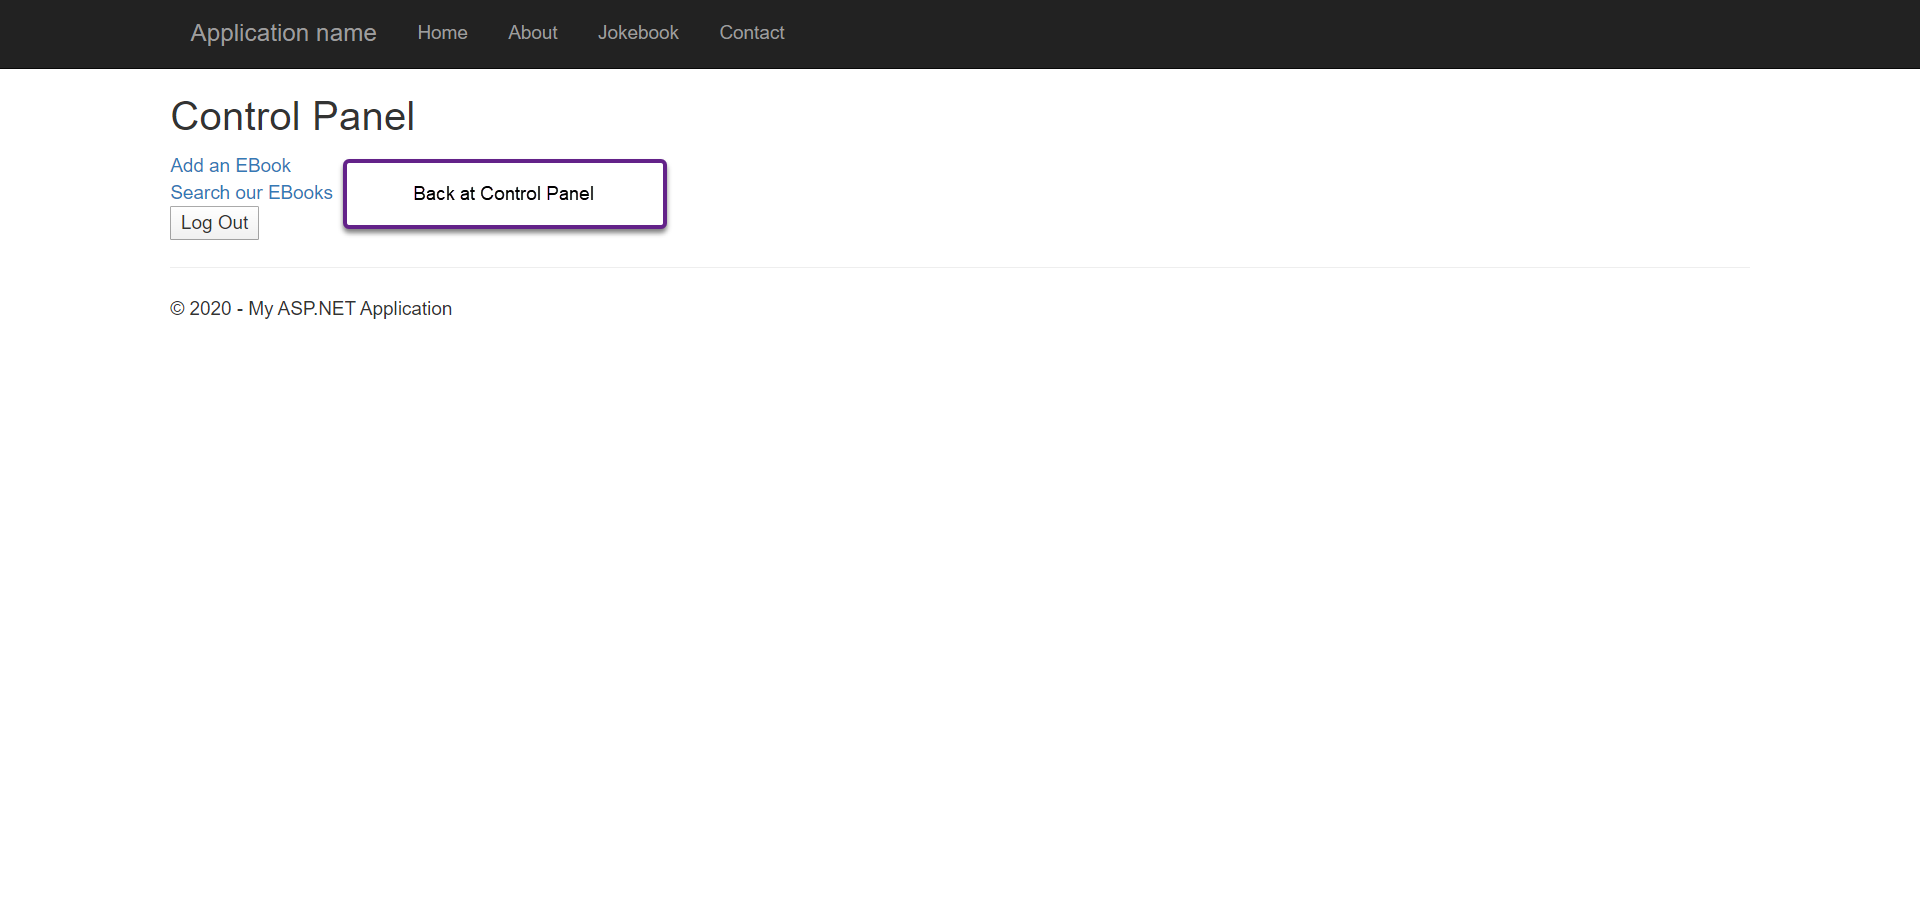 Application name Home About Jokebook Contact
Control Panel
Add an EBook
Search our EBooks
Back at Control Panel
Log Out
© 2020 - My ASP.NET Application